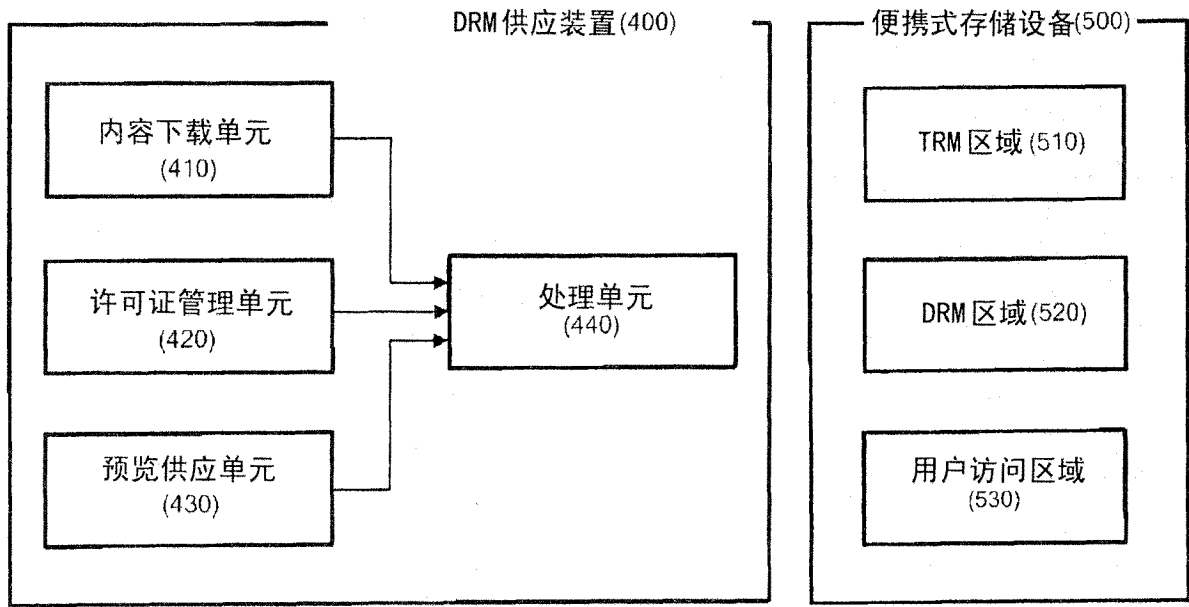 DRM供应装置(400)
内容下载单元
(410)
许可证管理单元
(420)
预览供应单元
(430)
处理单元
(440)
便携式存储设备(500)
TRM区域(510)
DRM区域(520)
用户访问区域
(530)